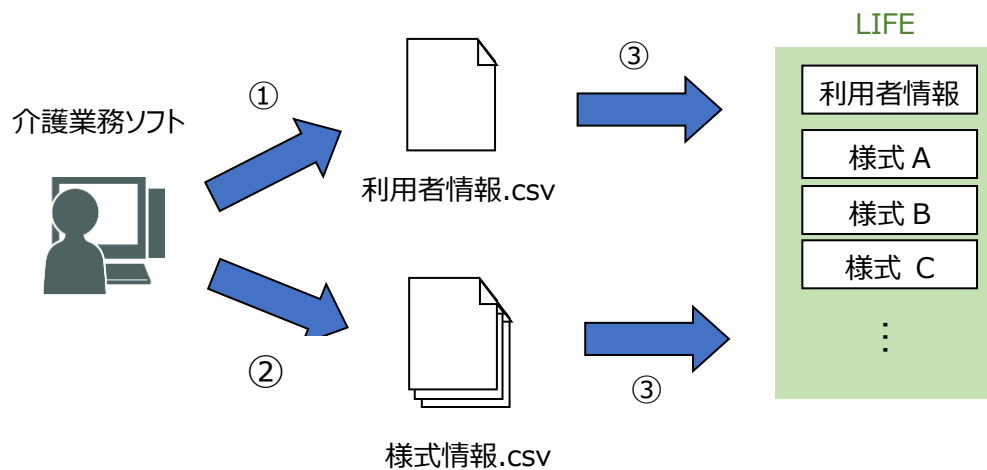 介護業務ソフト
①
②
利用者情報.csv
様式情報.csv
③
③
LIFE
利用者情報
様式 A
様式 B
様式 C
⋮